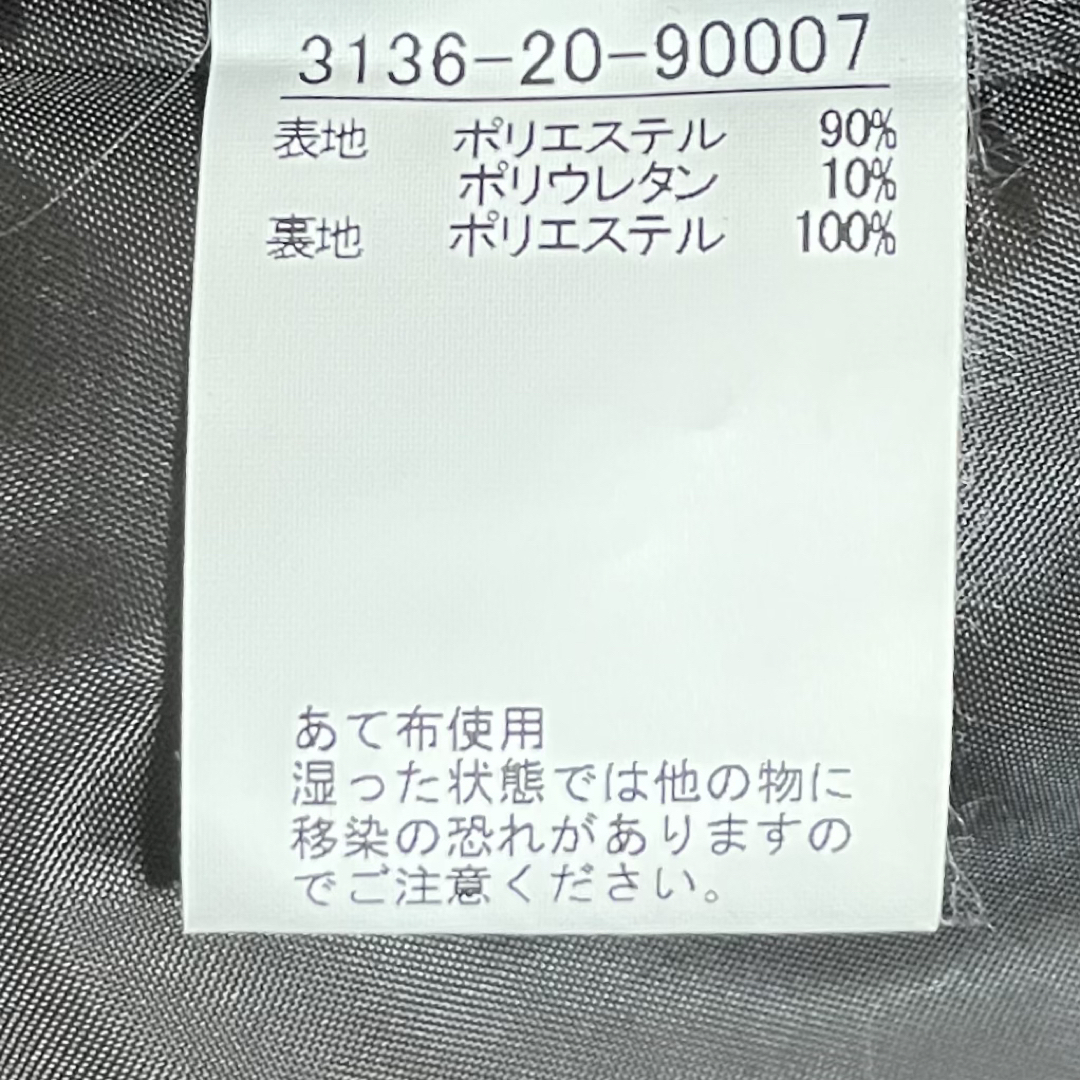 3136-20-90007
表地 ポリエステル 90%
ポリウレタン 10%
裏地 ポリエステル 100%
あて布使用
湿った状態では他の物に
移染の恐れがありますの
でご注意ください。